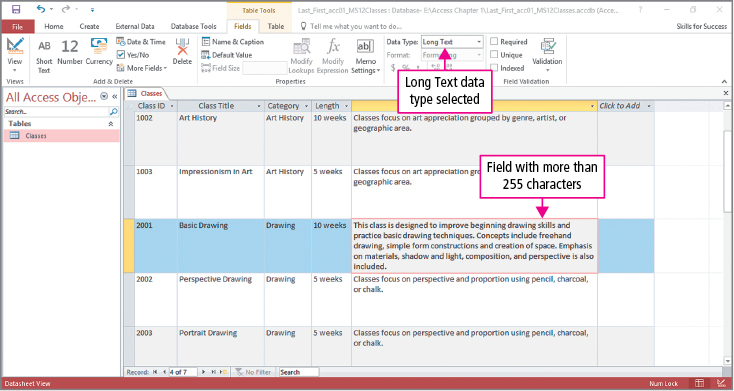 Table Tools
Last_First_acc01_MS12Classes : Database- E:\Access Chapter 1\Last_First_acc01_MS12Classes.accdb (Acce...
File Home Create External Data Database Tools Fields Table Tell me what you want to do... Skills for Success
View
Views
AB Short Text
12 Number
Currency
Date & Time
Yes/No
More Fields
Delete
Add & Delete
Name & Caption
Default Value
Field Size
Modify Lookups
Modify Expression
ab| Memo Settings
Properties
Data Type: Long Text
Format: Formatting
$ % ,
Required
Unique
Indexed
Validation
Field Validation
Long Text data
type selected
All Access Obje...
Search...
Tables
Classes
Classes
Class ID Class Title Category Length Click to Add
1002 Art History Art History 10 weeks Classes focus on art appreciation grouped by genre, artist, or
geographic area.
1003 Impressionism in Art Art History 5 weeks Classes focus on art appreciation
geographic area.
Field with more than
255 characters
2001 Basic Drawing Drawing 10 weeks This class is designed to improve beginning drawing skills and
practice basic drawing techniques. Concepts include freehand
drawing, simple form constructions and creation of space. Emphasis
on materials, shadow and light, composition, and perspective is also
included.
2002 Perspective Drawing Drawing 5 weeks Classes focus on perspective and proportion using pencil, charcoal,
or chalk.
2003 Portrait Drawing Drawing 5 weeks Classes focus on perspective and proportion using pencil, charcoal,
or chalk.
Record: 4 of 7 No Filter Search
Datasheet View Num Lock